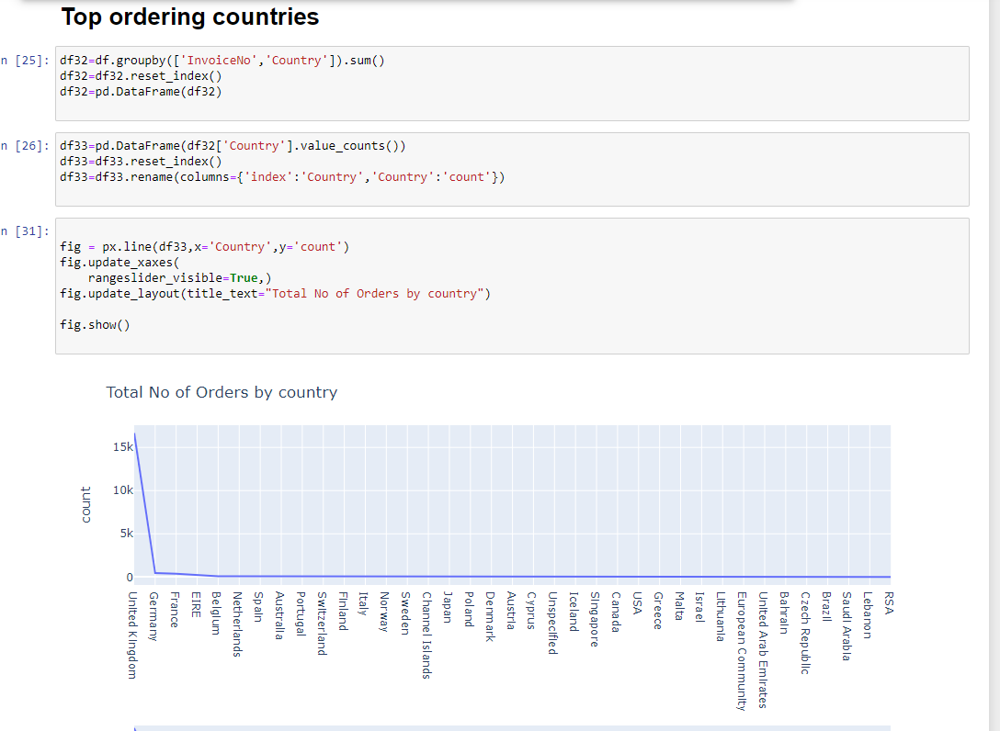 Top ordering countries
n [25]:
df32=df.groupby(['InvoiceNo','Country']).sum()
df32=df32.reset_index()
df32=pd.DataFrame(df32)
n [26]:
df33=pd.DataFrame(df32['Country'].value_counts())
df33=df33.reset_index()
df33=df33.rename(columns={'index':'Country','Country':'count'})
n [31]:
fig = px.line(df33,x='Country',y='count')
fig.update_xaxes(
rangeslider_visible=True,)
fig.update_layout(title_text="Total No of Orders by country")
fig.show()
Total No of Orders by country
15k
10k
5k
0
count
United Kingdom
Germany
France
EIRE
Belgium
Netherlands
Spain
Australia
Portugal
Switzerland
Finland
Italy
Norway
Sweden
Channel Islands
Japan
Poland
Denmark
Austria
Cyprus
Unspecified
Iceland
Singapore
Canada
USA
Greece
Malta
Israel
Lithuania
European Community
United Arab Emirates
Bahrain
Czech Republic
Brazil
Saudi Arabia
Lebanon
RSA